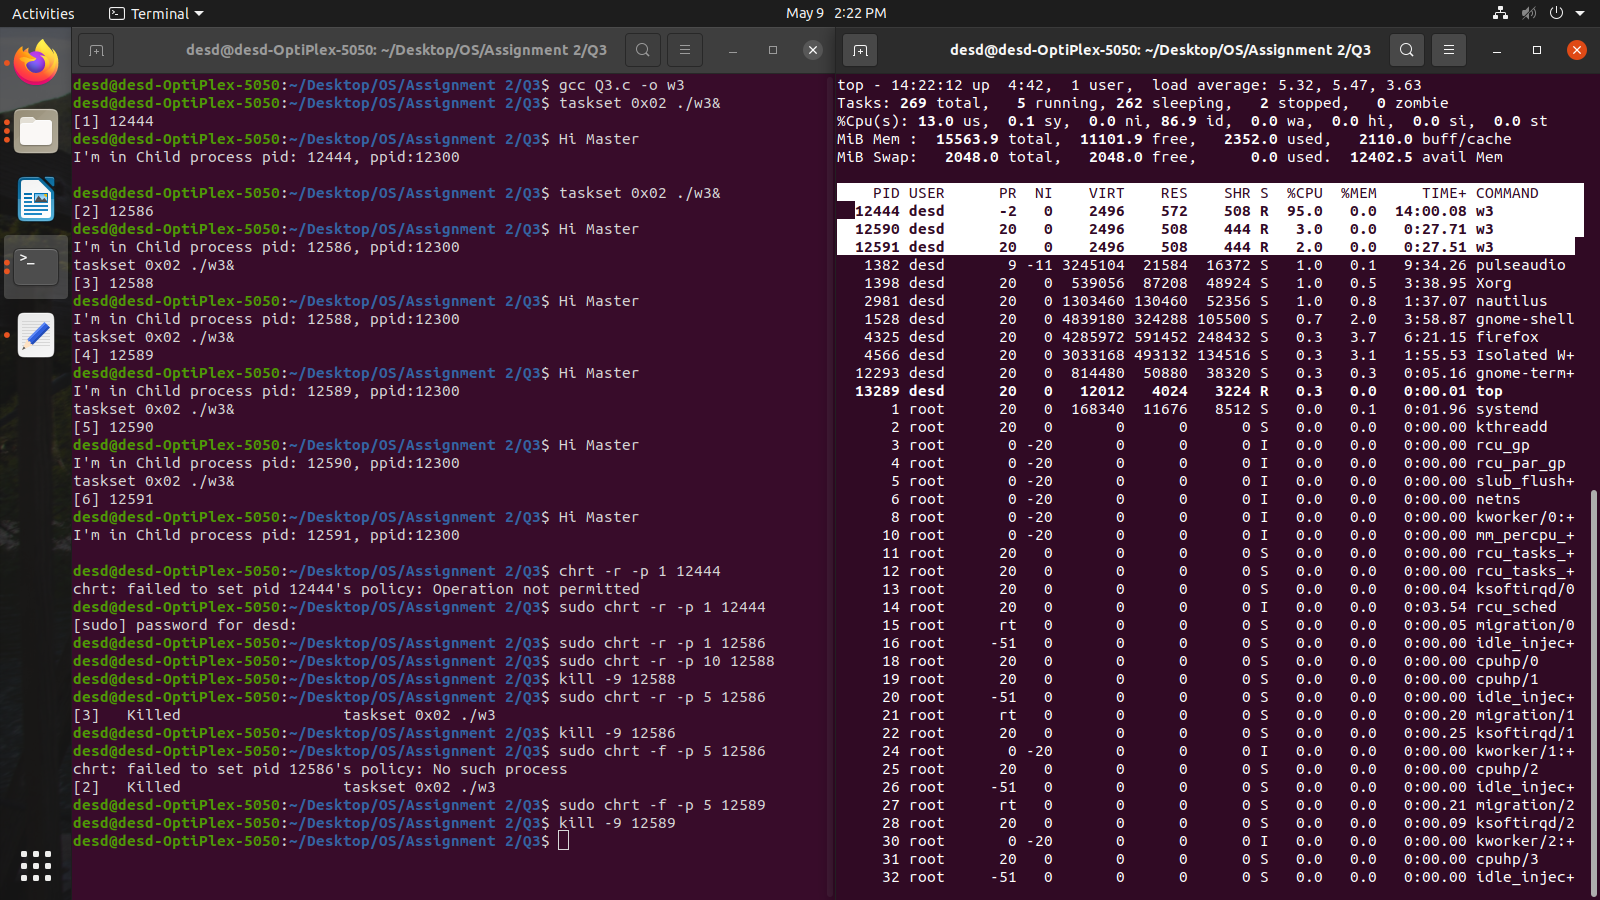 Activities Terminal May 9 2:22 PM
desd@desd-OptiPlex-5050: ~/Desktop/OS/Assignment 2/Q3
desd@desd-OptiPlex-5050:~/Desktop/OS/Assignment 2/Q3$ gcc Q3.c -o w3
desd@desd-OptiPlex-5050:~/Desktop/OS/Assignment 2/Q3$ taskset 0x02 ./w3&
[1] 12444
desd@desd-OptiPlex-5050:~/Desktop/OS/Assignment 2/Q3$ Hi Master
I'm in Child process pid: 12444, ppid:12300
desd@desd-OptiPlex-5050:~/Desktop/OS/Assignment 2/Q3$ taskset 0x02 ./w3&
[2] 12586
desd@desd-OptiPlex-5050:~/Desktop/OS/Assignment 2/Q3$ Hi Master
I'm in Child process pid: 12586, ppid:12300
taskset 0x02 ./w3&
[3] 12588
desd@desd-OptiPlex-5050:~/Desktop/OS/Assignment 2/Q3$ Hi Master
I'm in Child process pid: 12588, ppid:12300
taskset 0x02 ./w3&
[4] 12589
desd@desd-OptiPlex-5050:~/Desktop/OS/Assignment 2/Q3$ Hi Master
I'm in Child process pid: 12589, ppid:12300
taskset 0x02 ./w3&
[5] 12590
desd@desd-OptiPlex-5050:~/Desktop/OS/Assignment 2/Q3$ Hi Master
I'm in Child process pid: 12590, ppid:12300
taskset 0x02 ./w3&
[6] 12591
desd@desd-OptiPlex-5050:~/Desktop/OS/Assignment 2/Q3$ Hi Master
I'm in Child process pid: 12591, ppid:12300
desd@desd-OptiPlex-5050:~/Desktop/OS/Assignment 2/Q3$ chrt -r -p 1 12444
chrt: failed to set pid 12444's policy: Operation not permitted
desd@desd-OptiPlex-5050:~/Desktop/OS/Assignment 2/Q3$ sudo chrt -r -p 1 12444
[sudo] password for desd:
desd@desd-OptiPlex-5050:~/Desktop/OS/Assignment 2/Q3$ sudo chrt -r -p 1 12586
desd@desd-OptiPlex-5050:~/Desktop/OS/Assignment 2/Q3$ sudo chrt -r -p 10 12588
desd@desd-OptiPlex-5050:~/Desktop/OS/Assignment 2/Q3$ kill -9 12588
desd@desd-OptiPlex-5050:~/Desktop/OS/Assignment 2/Q3$ sudo chrt -r -p 5 12586
[3]   Killed                  taskset 0x02 ./w3
desd@desd-OptiPlex-5050:~/Desktop/OS/Assignment 2/Q3$ kill -9 12586
desd@desd-OptiPlex-5050:~/Desktop/OS/Assignment 2/Q3$ sudo chrt -f -p 5 12586
chrt: failed to set pid 12586's policy: No such process
[2]   Killed                  taskset 0x02 ./w3
desd@desd-OptiPlex-5050:~/Desktop/OS/Assignment 2/Q3$ sudo chrt -f -p 5 12589
desd@desd-OptiPlex-5050:~/Desktop/OS/Assignment 2/Q3$ kill -9 12589
desd@desd-OptiPlex-5050:~/Desktop/OS/Assignment 2/Q3$
desd@desd-OptiPlex-5050: ~/Desktop/OS/Assignment 2/Q3
top - 14:22:12 up  4:42,  1 user,  load average: 5.32, 5.47, 3.63
Tasks: 269 total,   5 running, 262 sleeping,   2 stopped,   0 zombie
%Cpu(s): 13.0 us,  0.1 sy,  0.0 ni, 86.9 id,  0.0 wa,  0.0 hi,  0.0 si,  0.0 st
MiB Mem :  15563.9 total,  11101.9 free,   2352.0 used,   2110.0 buff/cache
MiB Swap:   2048.0 total,   2048.0 free,      0.0 used.  12402.5 avail Mem
PID USER PR NI VIRT RES SHR S %CPU %MEM TIME+ COMMAND
12444 desd -2 0 2496 572 508 R 95.0 0.0 14:00.08 w3
12590 desd 20 0 2496 508 444 R 3.0 0.0 0:27.71 w3
12591 desd 20 0 2496 508 444 R 2.0 0.0 0:27.51 w3
1382 desd 9 -11 3245104 21584 16372 S 1.0 0.1 9:34.26 pulseaudio
1398 desd 20 0 539056 87208 48924 S 1.0 0.5 3:38.95 Xorg
2981 desd 20 0 1303460 130460 52356 S 1.0 0.8 1:37.07 nautilus
1528 desd 20 0 4839180 324288 105500 S 0.7 2.0 3:58.87 gnome-shell
4325 desd 20 0 4285972 591452 248432 S 0.3 3.7 6:21.15 firefox
4566 desd 20 0 3033168 493132 134516 S 0.3 3.1 1:55.53 Isolated W+
12293 desd 20 0 814480 50880 38320 S 0.3 0.3 0:05.16 gnome-term+
13289 desd 20 0 12012 4024 3224 R 0.3 0.0 0:00.01 top
1 root 20 0 168340 11676 8512 S 0.0 0.1 0:01.96 systemd
2 root 20 0 0 0 0 S 0.0 0.0 0:00.00 kthreadd
3 root 0 -20 0 0 0 I 0.0 0.0 0:00.00 rcu_gp
4 root 0 -20 0 0 0 I 0.0 0.0 0:00.00 rcu_par_gp
5 root 0 -20 0 0 0 I 0.0 0.0 0:00.00 slub_flush+
6 root 0 -20 0 0 0 I 0.0 0.0 0:00.00 netns
8 root 0 -20 0 0 0 I 0.0 0.0 0:00.00 kworker/0:+
10 root 0 -20 0 0 0 I 0.0 0.0 0:00.00 mm_percpu_+
11 root 20 0 0 0 0 S 0.0 0.0 0:00.00 rcu_tasks_+
12 root 20 0 0 0 0 S 0.0 0.0 0:00.00 rcu_tasks_+
13 root 20 0 0 0 0 S 0.0 0.0 0:00.04 ksoftirqd/0
14 root 20 0 0 0 0 I 0.0 0.0 0:03.54 rcu_sched
15 root rt 0 0 0 0 S 0.0 0.0 0:00.05 migration/0
16 root -51 0 0 0 0 S 0.0 0.0 0:00.00 idle_injec+
18 root 20 0 0 0 0 S 0.0 0.0 0:00.00 cpuhp/0
19 root 20 0 0 0 0 S 0.0 0.0 0:00.00 cpuhp/1
20 root -51 0 0 0 0 S 0.0 0.0 0:00.00 idle_injec+
21 root rt 0 0 0 0 S 0.0 0.0 0:00.20 migration/1
22 root 20 0 0 0 0 S 0.0 0.0 0:00.25 ksoftirqd/1
24 root 0 -20 0 0 0 I 0.0 0.0 0:00.00 kworker/1:+
25 root 20 0 0 0 0 S 0.0 0.0 0:00.00 cpuhp/2
26 root -51 0 0 0 0 S 0.0 0.0 0:00.00 idle_injec+
27 root rt 0 0 0 0 S 0.0 0.0 0:00.21 migration/2
28 root 20 0 0 0 0 S 0.0 0.0 0:00.09 ksoftirqd/2
30 root 0 -20 0 0 0 I 0.0 0.0 0:00.00 kworker/2:+
31 root 20 0 0 0 0 S 0.0 0.0 0:00.00 cpuhp/3
32 root -51 0 0 0 0 S 0.0 0.0 0:00.00 idle_injec+